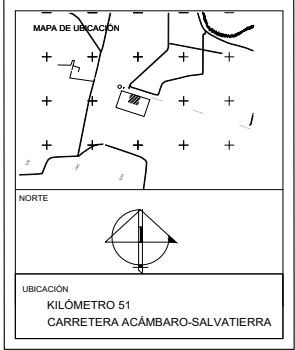 MAPA DE UBICACIÓN
NORTE
UBICACIÓN
KILÓMETRO 51
CARRETERA ACÁMBARO-SALVATIERRA